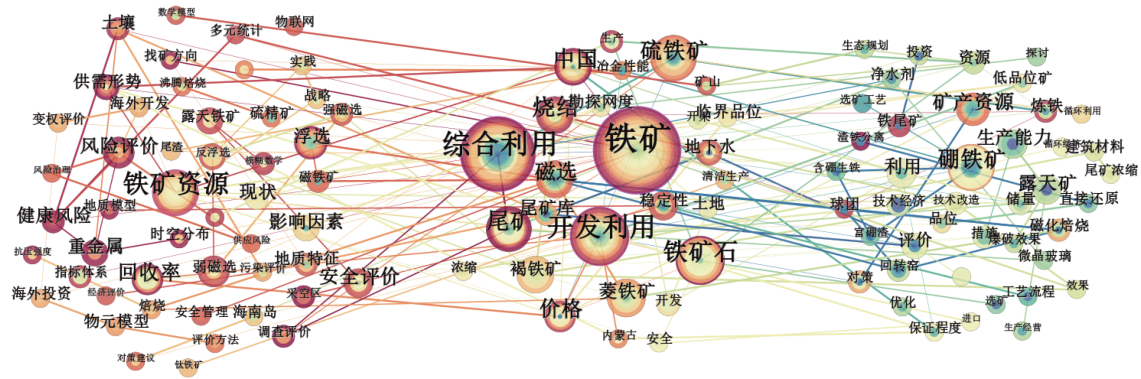 数学模型
土壤
多元统计
物联网
找矿方向
沸腾焙烧
实践
供需形势
海外开发
战略
露天铁矿
硫精矿
强磁选
变权评价
浮选
风险评价
尾渣
反浮选
模糊数学
风险治理
铁矿资源
现状
磁铁矿
健康风险
地质模型
影响因素
时空分布
供应风险
抗压强度
重金属
指标体系
回收率
弱磁选
污染评价
地质特征
安全评价
海外投资
经济评价
焙烧
采空区
物元模型
安全管理
海南岛
调查评价
评价方法
对策建议
钛铁矿
生产
中国
硫铁矿
冶金性能
矿山
烧结
勘探网度
开采
临界品位
综合利用
铁矿
地下水
磁选
清洁生产
尾矿
尾矿库
稳定性
土地
开发利用
铁矿石
浓缩
褐铁矿
菱铁矿
开发
价格
内蒙古
安全
生态规划
投资
资源
探讨
净水剂
低品位矿
选矿工艺
矿产资源
炼铁
循环利用
铁尾矿
渣铁分离
生产能力
循环经济
建筑材料
含硼生铁
利用
硼铁矿
尾矿浓缩
露天矿
技术经济
技术改造
储量
直接还原
球团
品位
富硼渣
评价
措施
磁化焙烧
爆破效果
微晶玻璃
对策
回转窑
效果
优化
选矿
工艺流程
保证程度
进口
生产经营